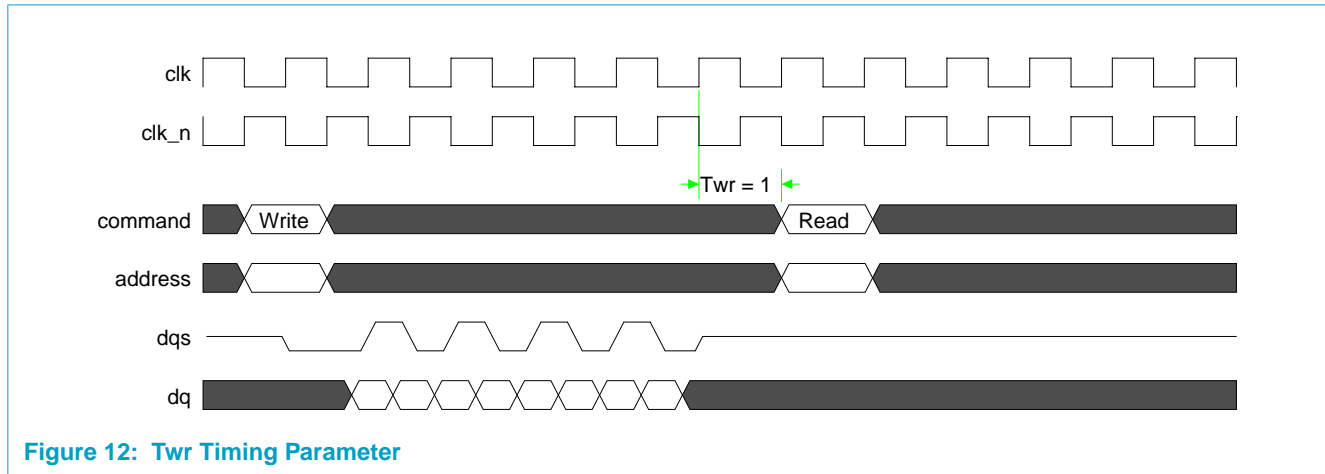 clk
clk_n
Twr = 1
command Write Read
address
dqs
dq
Figure 12: Twr Timing Parameter